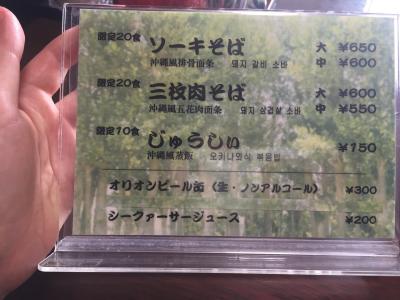 限定20食 ソーキそば 大 ¥650
沖縄風排骨面条 돼지 갈비 소바 中 ¥600
限定20食 三枚肉そば 大 ¥600
沖縄風五花肉面条 돼지 삼겹살 소바 中 ¥550
限定10食 じゅうしぃ ¥150
沖縄風蒸飯 오키나와식 볶음밥
オリオンビール缶（生・ノンアルコール） ¥300
シークァーサージュース ¥200